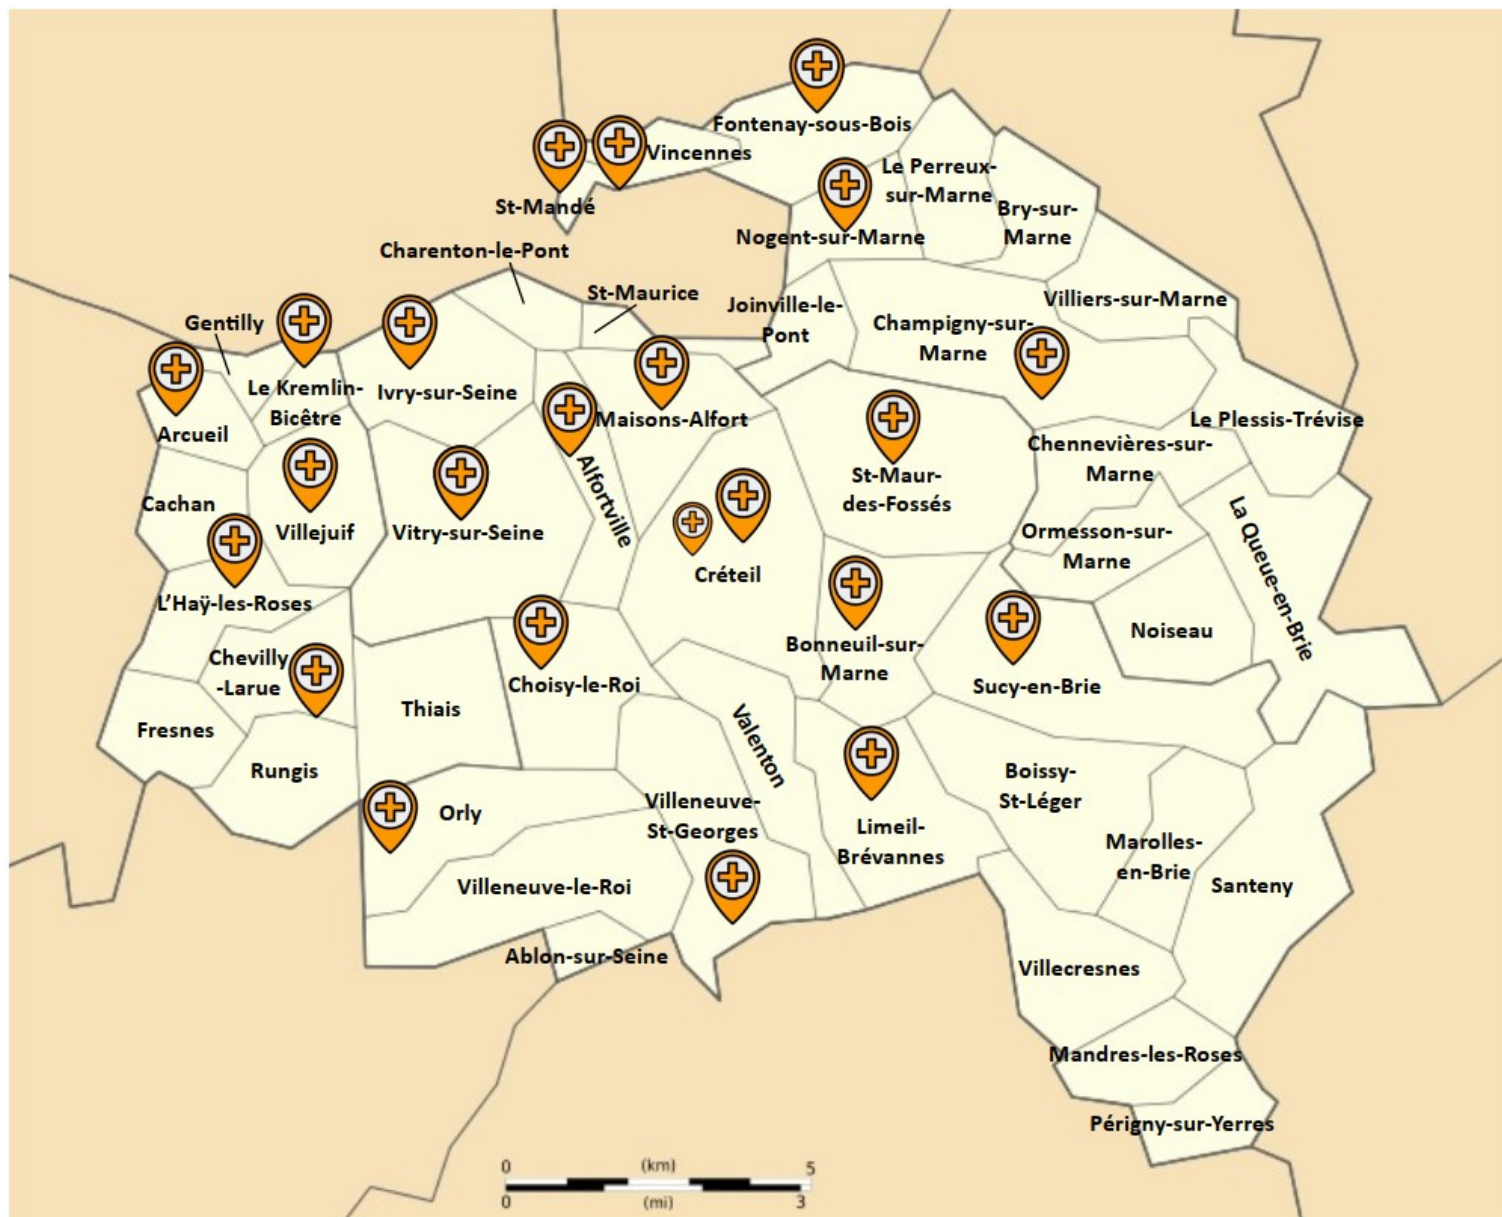 Fontenay-sous-Bois
Vincennes
St-Mandé
Le Perreux-
sur-Marne
Bry-sur-
Marne
Nogent-sur-Marne
Charenton-le-Pont
St-Maurice
Joinville-le-
Pont
Villiers-sur-Marne
Champigny-sur-
Marne
Gentilly
Le Kremlin-
Bicêtre
Ivry-sur-Seine
Maisons-Alfort
Arcueil
Le Plessis-Trévise
Chennevières-sur-
Marne
St-Maur-
des-Fossés
Alfortville
Cachan
Villejuif
Vitry-sur-Seine
Créteil
Ormesson-sur-
Marne
La Queue-en-Brie
L'Haÿ-les-Roses
Noiseau
Bonneuil-sur-
Marne
Sucy-en-Brie
Chevilly
-Larue
Choisy-le-Roi
Thiais
Valenton
Fresnes
Rungis
Boissy-
St-Léger
Villeneuve-
St-Georges
Orly
Limeil-
Brévannes
Marolles-
en-Brie
Santeny
Villeneuve-le-Roi
Ablon-sur-Seine
Villecresnes
Mandres-les-Roses
Périgny-sur-Yerres
0 (km) 5
0 (mi) 3